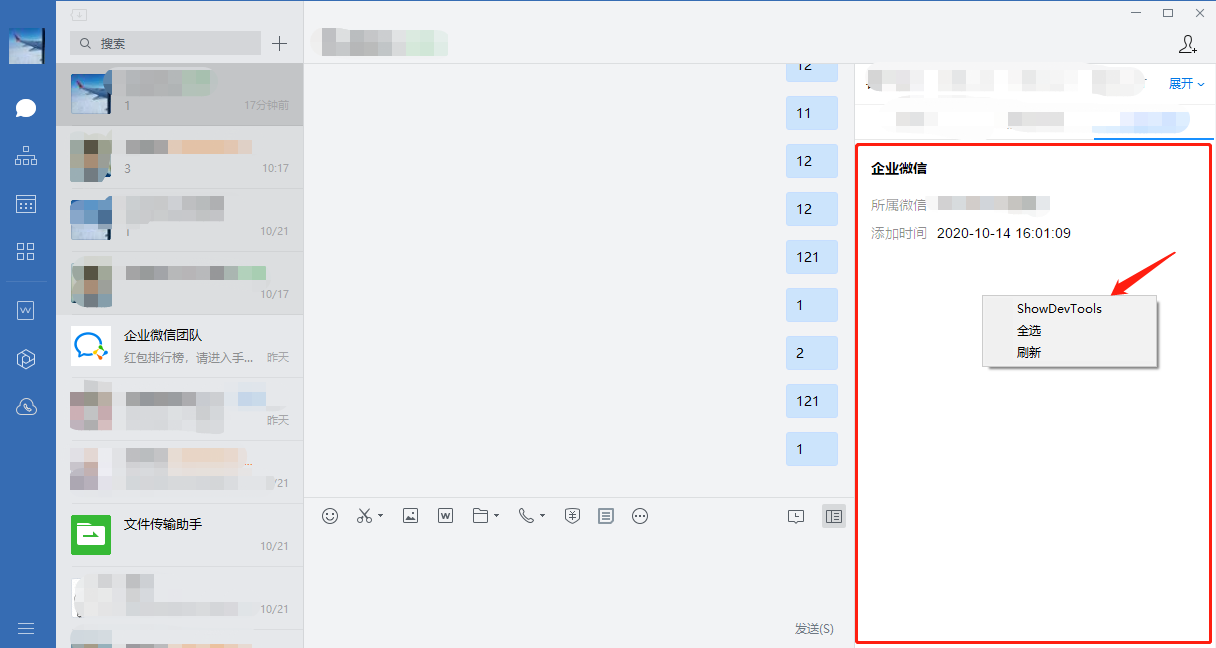 搜索
1
17分钟前
3
10:17
10/21
10/17
企业微信团队
红包排行榜，请进入手...
昨天
昨天
...
/21
文件传输助手
10/21
10/21
12
11
12
12
121
1
2
121
1
发送(S)
展开
企业微信
所属微信
添加时间 2020-10-14 16:01:09
ShowDevTools
全选
刷新